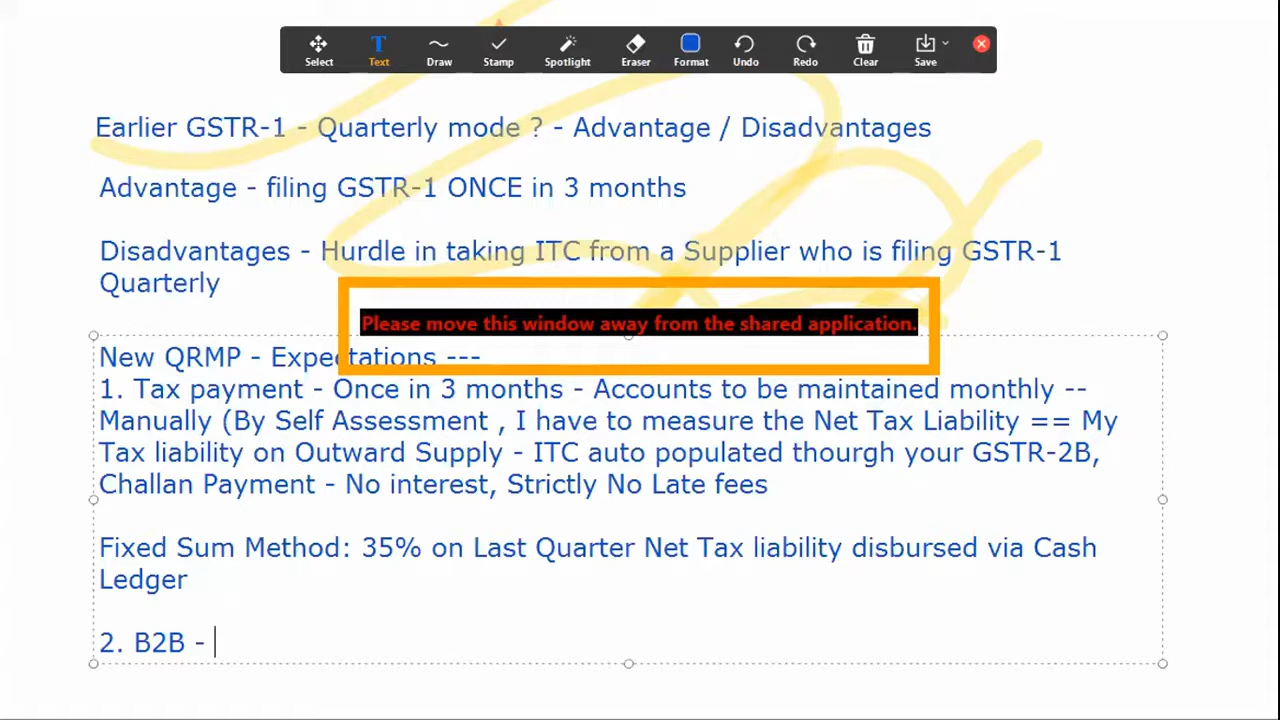 Select Text Draw Stamp Spotlight Eraser Format Undo Redo Clear Save
Earlier GSTR-1 - Quarterly mode ? - Advantage / Disadvantages
Advantage - filing GSTR-1 ONCE in 3 months
Disadvantages - Hurdle in taking ITC from a Supplier who is filing GSTR-1
Quarterly
Please move this window away from the shared application.
New QRMP - Expectations ---
1. Tax payment - Once in 3 months - Accounts to be maintained monthly --
Manually (By Self Assessment , I have to measure the Net Tax Liability == My
Tax liability on Outward Supply - ITC auto populated thourgh your GSTR-2B,
Challan Payment - No interest, Strictly No Late fees
Fixed Sum Method: 35% on Last Quarter Net Tax liability disbursed via Cash
Ledger
2. B2B -